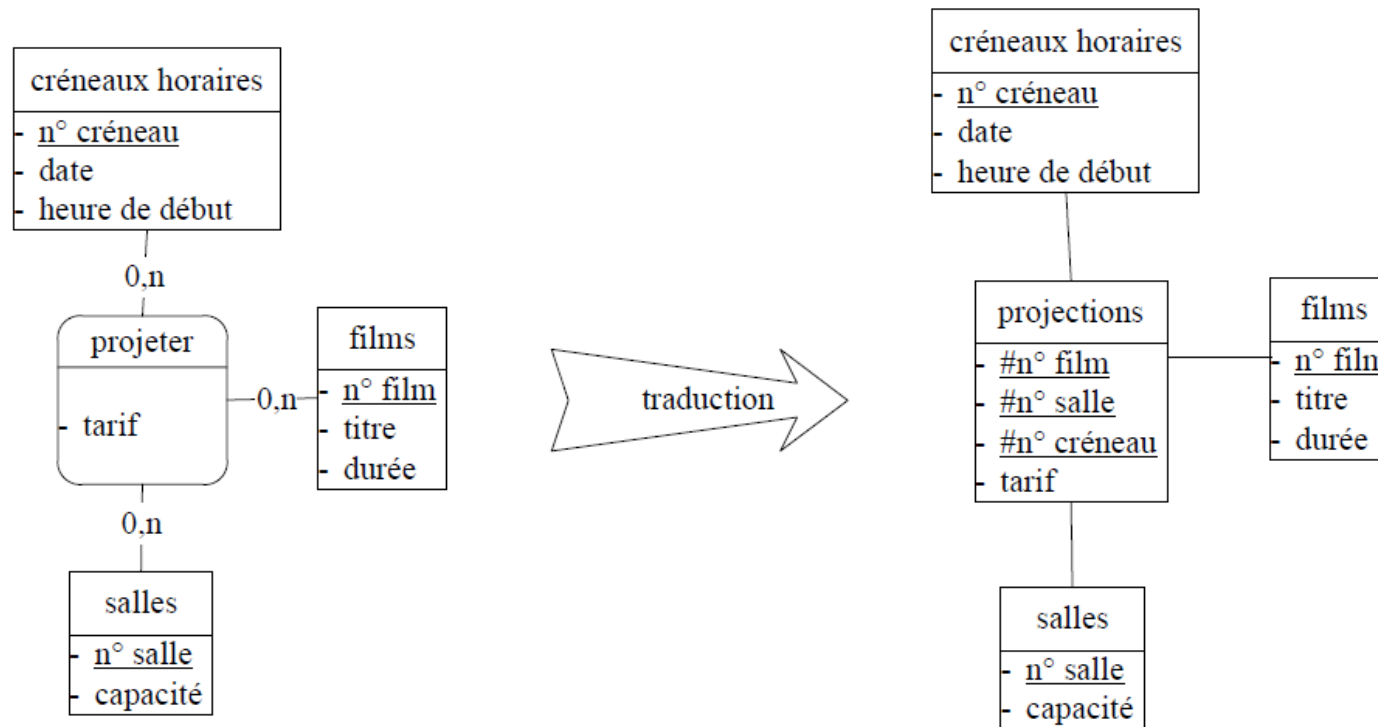 créneaux horaires
- n° créneau
- date
- heure de début
0,n
projeter
- tarif
0,n
films
- n° film
- titre
- durée
0,n
salles
- n° salle
- capacité
traduction
créneaux horaires
- n° créneau
- date
- heure de début
projections
- #n° film
- #n° salle
- #n° créneau
- tarif
films
- n° film
- titre
- durée
salles
- n° salle
- capacité